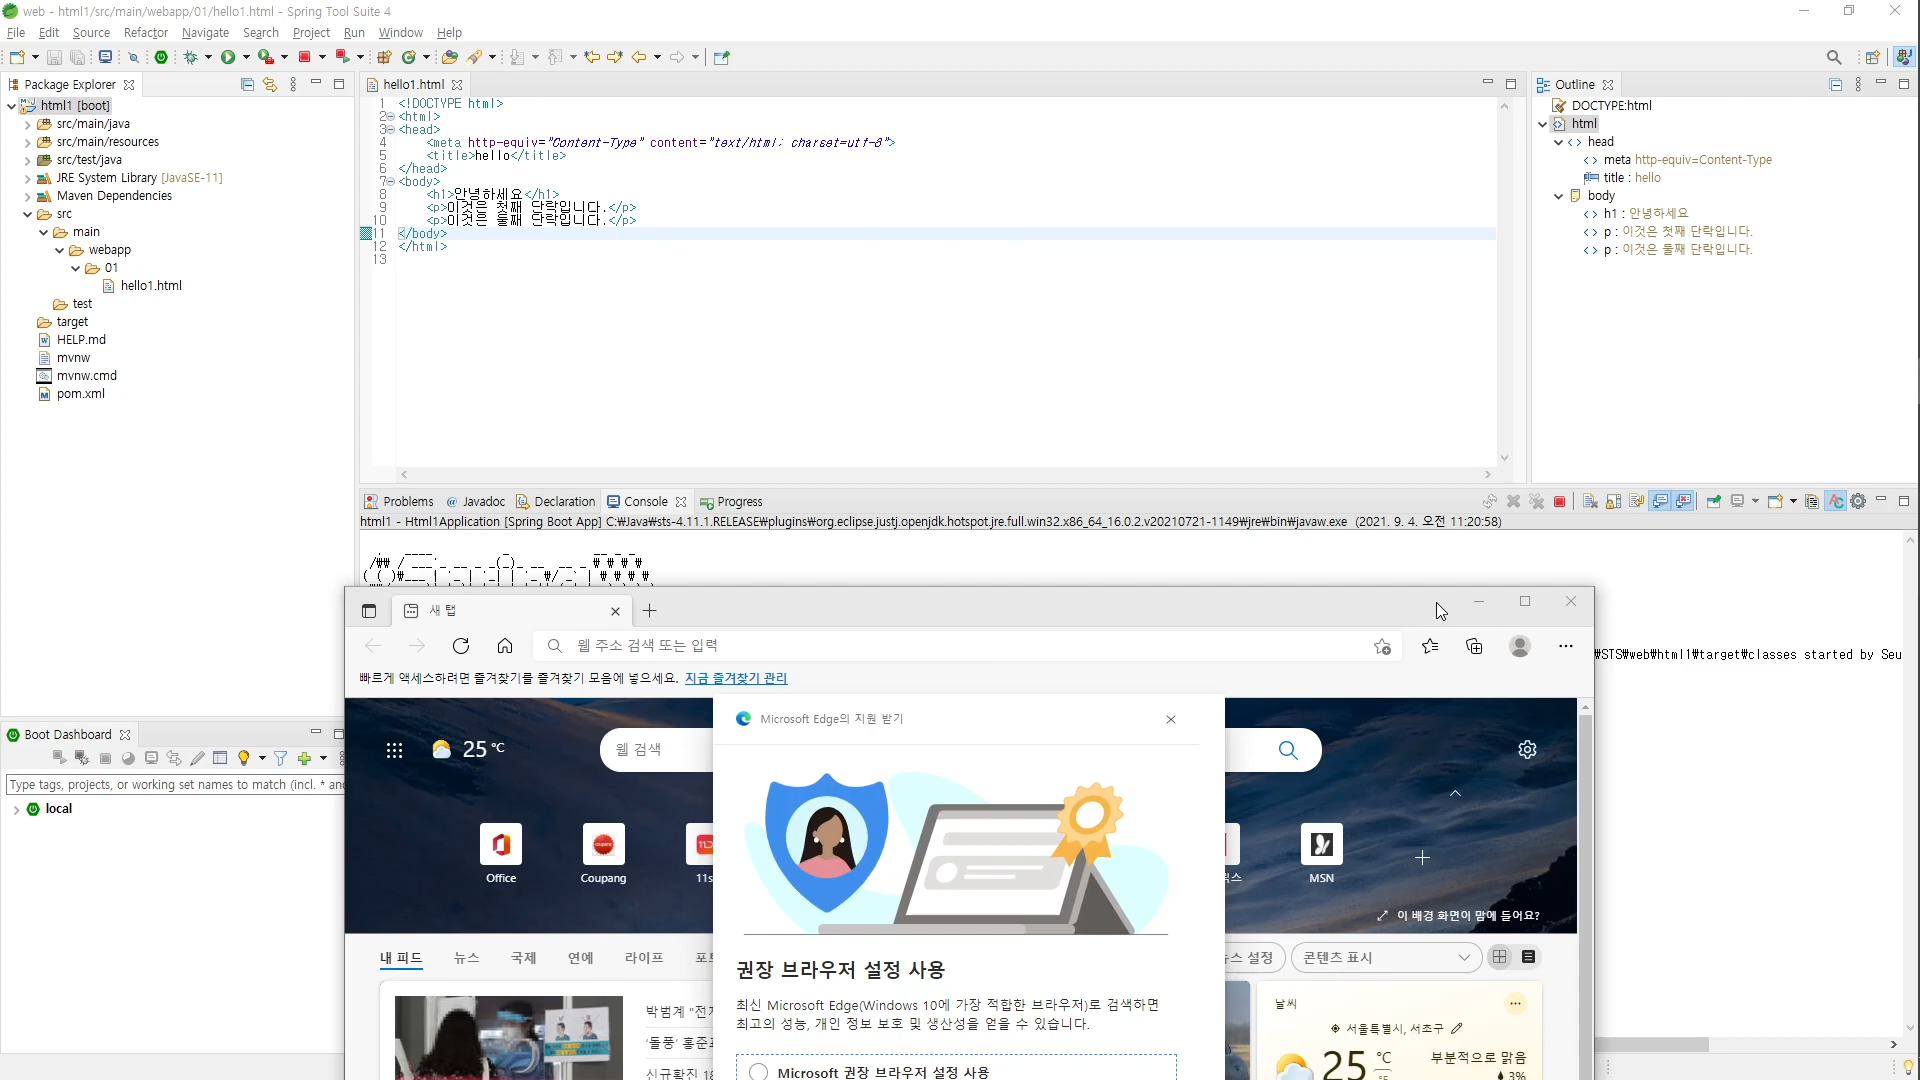 web - html1/src/main/webapp/01/hello1.html - Spring Tool Suite 4
File Edit Source Refactor Navigate Search Project Run Window Help
Package Explorer
html1 [boot]
src/main/java
src/main/resources
src/test/java
JRE System Library [JavaSE-11]
Maven Dependencies
src
main
webapp
01
hello1.html
test
target
HELP.md
mvnw
mvnw.cmd
pom.xml
hello1.html
1 <!DOCTYPE html>
2 <html>
3 <head>
4 <meta http-equiv="Content-Type" content="text/html; charset=utf-8">
5 <title>hello</title>
6 </head>
7 <body>
8 <h1>안녕하세요</h1>
9 <p>이것은 첫째 단락입니다.</p>
10 <p>이것은 둘째 단락입니다.</p>
11 </body>
12 </html>
13
Outline
DOCTYPE:html
html
head
meta http-equiv=Content-Type
title : hello
body
h1 : 안녕하세요
p : 이것은 첫째 단락입니다.
p : 이것은 둘째 단락입니다.
Problems @ Javadoc Declaration Console Progress
html1 - Html1Application [Spring Boot App] C:₩Java₩sts-4.11.1.RELEASE₩plugins₩org.eclipse.justj.openjdk.hotspot.jre.full.win32.x86_64_16.0.2.v20210721-1149₩jre₩bin₩javaw.exe (2021. 9. 4. 오전 11:20:58)
₩STS₩web₩html1₩target₩classes started by Seu
Boot Dashboard
Type tags, projects, or working set names to match (incl. * and
local
새 탭
웹 주소 검색 또는 입력
빠르게 액세스하려면 즐겨찾기를 즐겨찾기 모음에 넣으세요. 지금 즐겨찾기 관리
25 °C
웹 검색
Microsoft Edge의 지원 받기
Office
Coupang
11s
MSN
이 배경 화면이 맘에 들어요?
내 피드 뉴스 국제 연예 라이프 포
스 설정
콘텐츠 표시
권장 브라우저 설정 사용
최신 Microsoft Edge(Windows 10에 가장 적합한 브라우저)로 검색하면
최고의 성능, 개인 정보 보호 및 생산성을 얻을 수 있습니다.
Microsoft 권장 브라우저 설정 사용
박범계 "전
'돌풍' 홍준
신규확진 18
날씨
서울특별시, 서초구
25 °C
°F
부분적으로 맑음
3%